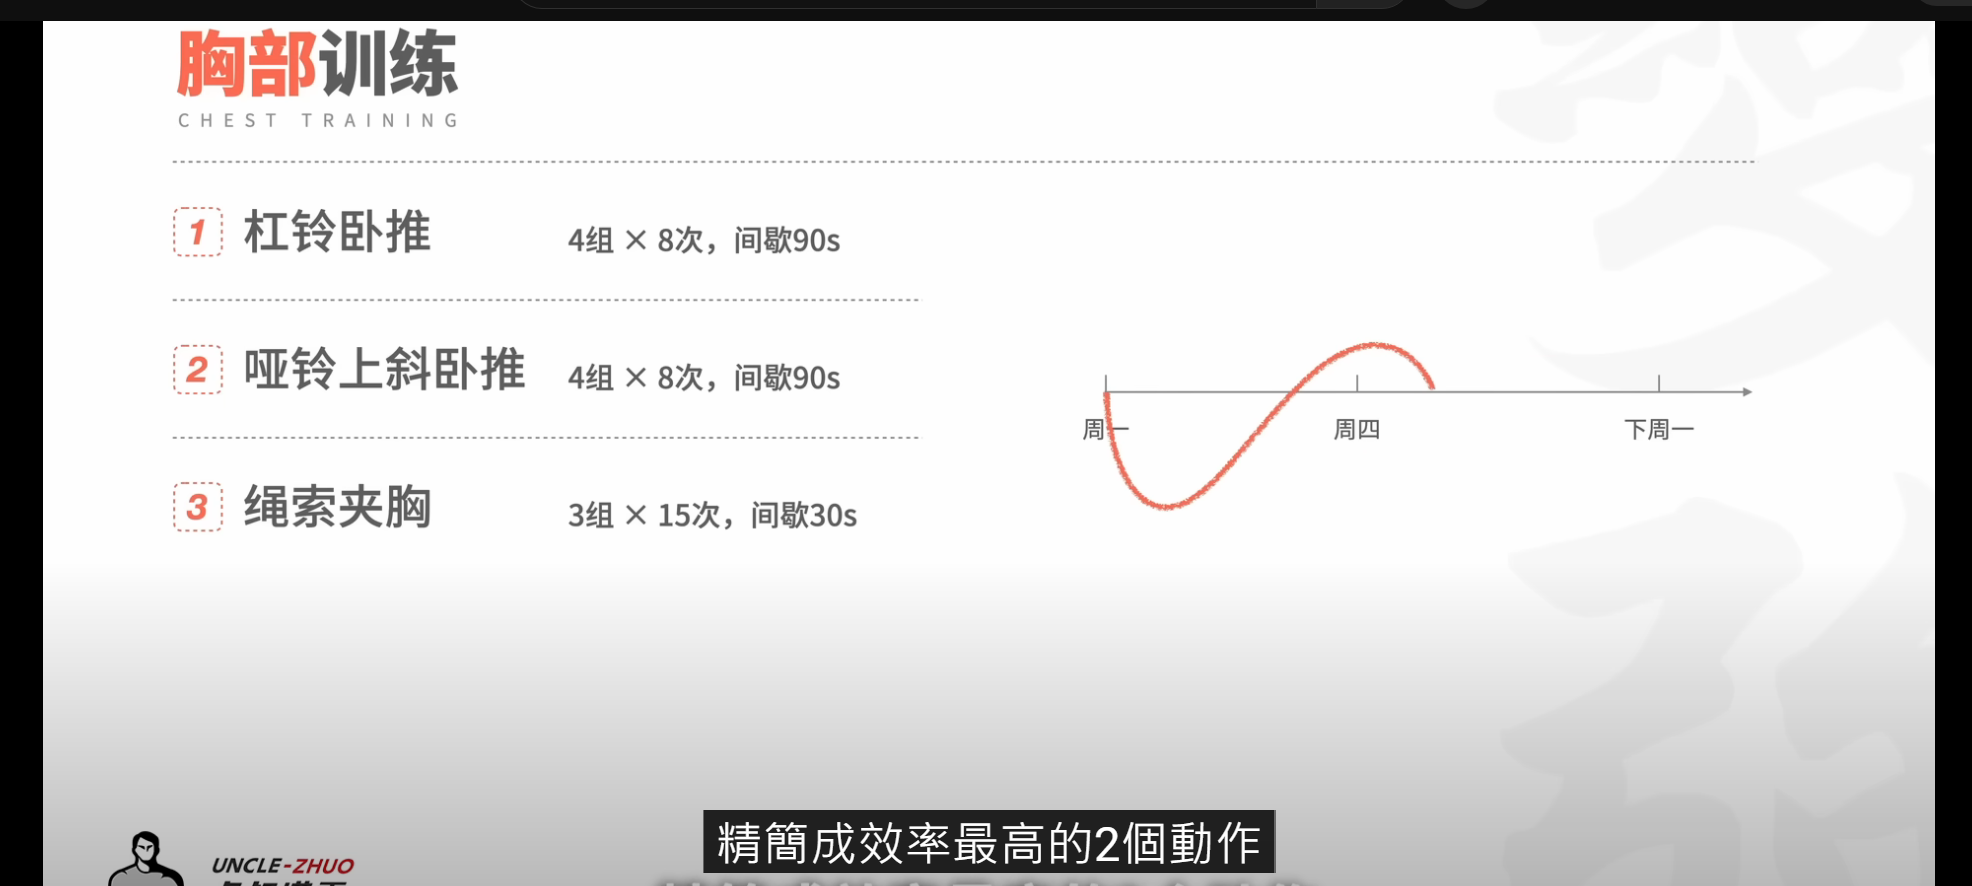 胸部训练
CHEST TRAINING
1 杠铃卧推 4组 × 8次，间歇90s
2 哑铃上斜卧推 4组 × 8次，间歇90s
3 绳索夹胸 3组 × 15次，间歇30s
周一 周四 下周一
精簡成效率最高的2個動作
UNCLE-ZHUO